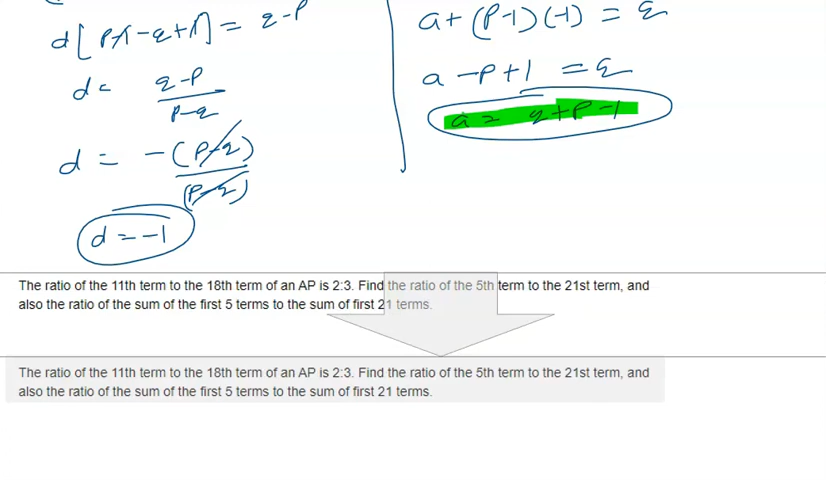 d[p-1-q+1] = q-p
d = q-p / p-q
d = -(p-q) / (p-q)
d = -1
a+(p-1)(-1) = q
a -p+1 = q
a = q+p-1
The ratio of the 11th term to the 18th term of an AP is 2:3. Find the ratio of the 5th term to the 21st term, and
also the ratio of the sum of the first 5 terms to the sum of first 21 terms.
The ratio of the 11th term to the 18th term of an AP is 2:3. Find the ratio of the 5th term to the 21st term, and
also the ratio of the sum of the first 5 terms to the sum of first 21 terms.